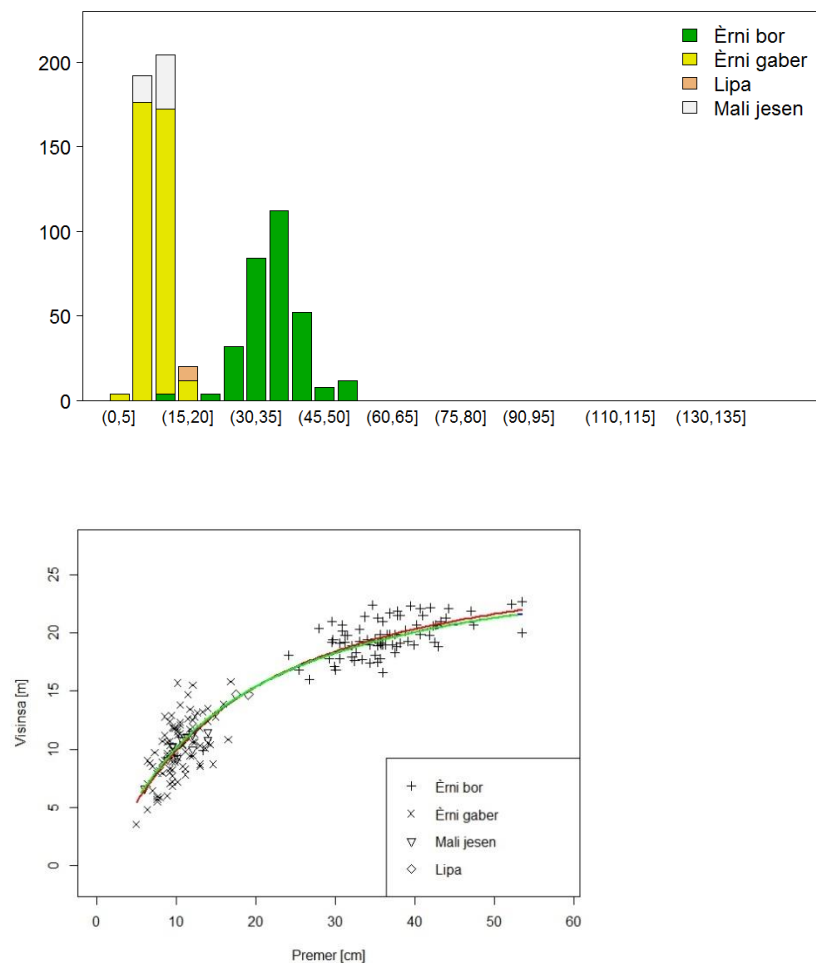 200
150
100
50
0
Èrni bor
Èrni gaber
Lipa
Mali jesen
(0,5] (15,20] (30,35] (45,50] (60,65] (75,80] (90,95] (110,115] (130,135]
Visinsa [m]
25
20
15
10
5
0
Èrni bor
Èrni gaber
Mali jesen
Lipa
0 10 20 30 40 50 60
Premer [cm]